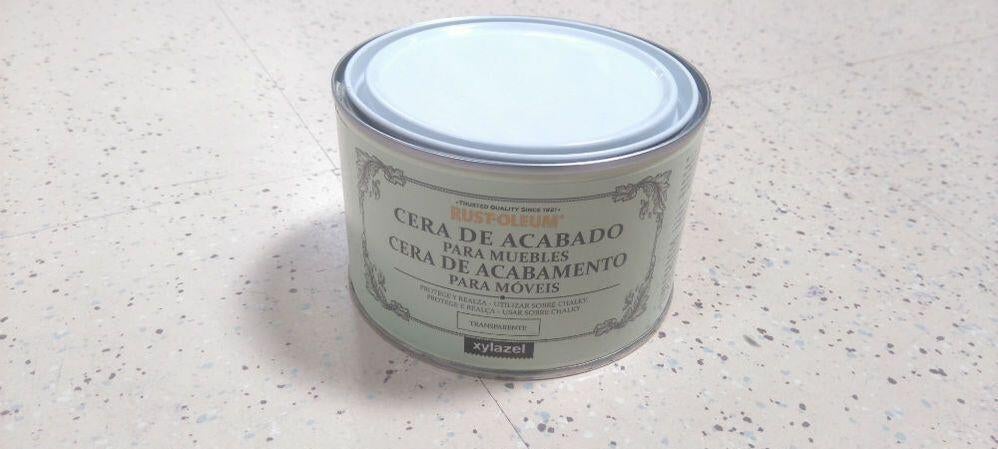 •TRUSTED QUALITY SINCE 1921•
RUST-OLEUM®
CERA DE ACABADO
PARA MUEBLES
CERA DE ACABAMENTO
PARA MÓVEIS
PROTEGE Y REALZA - UTILIZAR SOBRE CHALKY
PROTEGE E REALÇA - USAR SOBRE CHALKY
TRANSPARENTE
xylazel